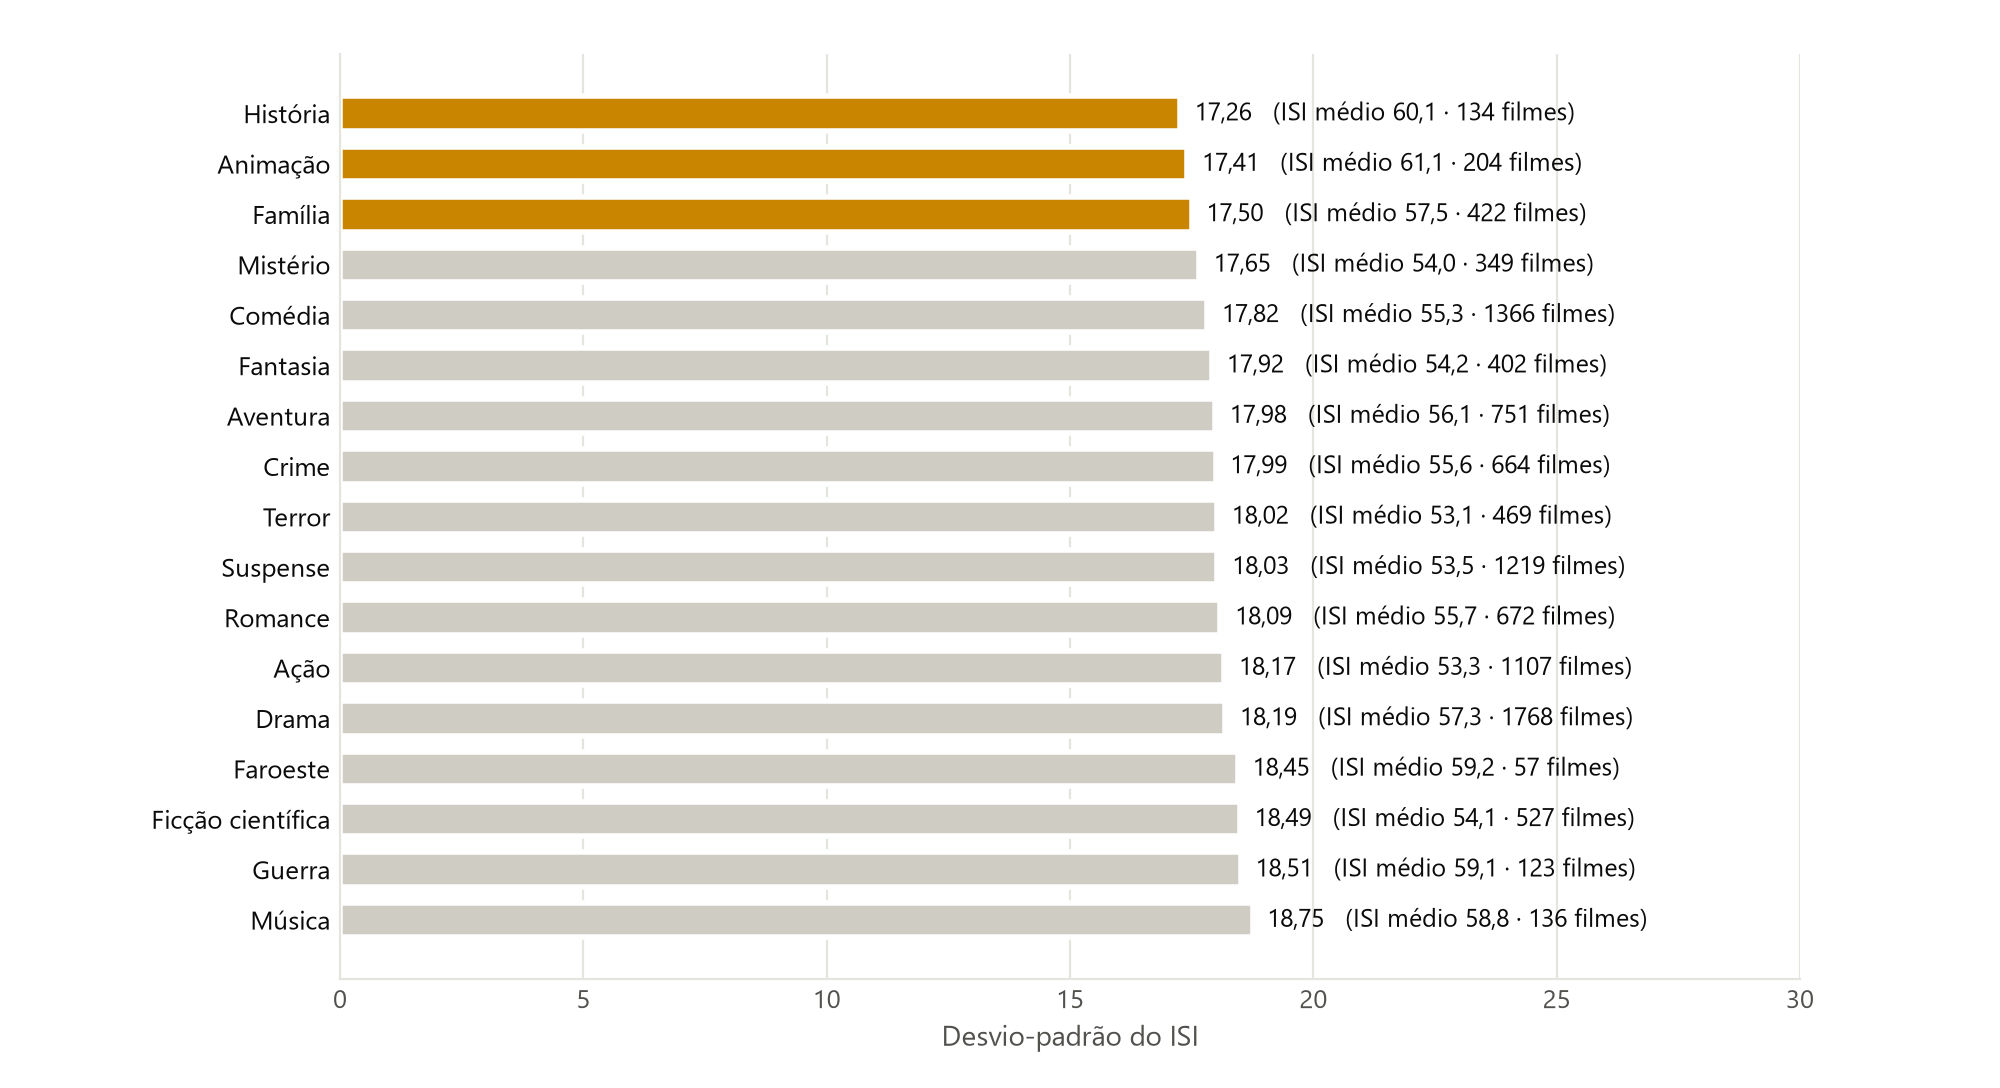 História 17,26 (ISI médio 60,1 · 134 filmes)
Animação 17,41 (ISI médio 61,1 · 204 filmes)
Família 17,50 (ISI médio 57,5 · 422 filmes)
Mistério 17,65 (ISI médio 54,0 · 349 filmes)
Comédia 17,82 (ISI médio 55,3 · 1366 filmes)
Fantasia 17,92 (ISI médio 54,2 · 402 filmes)
Aventura 17,98 (ISI médio 56,1 · 751 filmes)
Crime 17,99 (ISI médio 55,6 · 664 filmes)
Terror 18,02 (ISI médio 53,1 · 469 filmes)
Suspense 18,03 (ISI médio 53,5 · 1219 filmes)
Romance 18,09 (ISI médio 55,7 · 672 filmes)
Ação 18,17 (ISI médio 53,3 · 1107 filmes)
Drama 18,19 (ISI médio 57,3 · 1768 filmes)
Faroeste 18,45 (ISI médio 59,2 · 57 filmes)
Ficção científica 18,49 (ISI médio 54,1 · 527 filmes)
Guerra 18,51 (ISI médio 59,1 · 123 filmes)
Música 18,75 (ISI médio 58,8 · 136 filmes)
0 5 10 15 20 25 30
Desvio-padrão do ISI